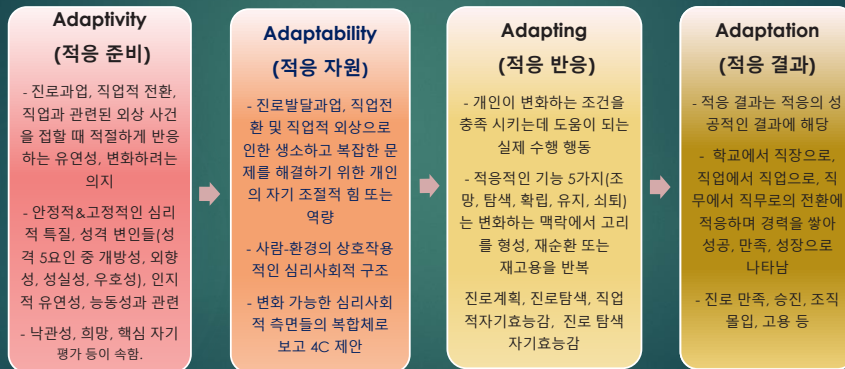 Adaptivity
(적응 준비)
- 진로과업, 직업적 전환,
직업과 관련된 외상 사건
을 접할 때 적절하게 반응
하는 유연성, 변화하려는
의지
- 안정적&고정적인 심리
적 특질, 성격 변인들(성
격 5요인 중 개방성, 외향
성, 성실성, 우호성), 인지
적 유연성, 능동성과 관련
- 낙관성, 희망, 핵심 자기
평가 등이 속함.
Adaptability
(적응 자원)
- 진로발달과업, 직업전
환 및 직업적 외상으로
인한 생소하고 복잡한 문
제를 해결하기 위한 개인
의 자기 조절적 힘 또는
역량
- 사람-환경의 상호작용
적인 심리사회적 구조
- 변화 가능한 심리사회
적 측면들의 복합체로
보고 4C 제안
Adapting
(적응 반응)
- 개인이 변화하는 조건을
충족 시키는데 도움이 되는
실제 수행 행동
- 적응적인 기능 5가지(조
망, 탐색, 확립, 유지, 쇠퇴)
는 변화하는 맥락에서 고리
를 형성, 재순환 또는
재고용을 반복
진로계획, 진로탐색, 직업
적자기효능감, 진로 탐색
자기효능감
Adaptation
(적응 결과)
- 적응 결과는 적응의 성
공적인 결과에 해당
- 학교에서 직장으로,
직업에서 직업으로, 직
무에서 직무로의 전환에
적응하며 경력을 쌓아
성공, 만족, 성장으로
나타남
- 진로 만족, 승진, 조직
몰입, 고용 등